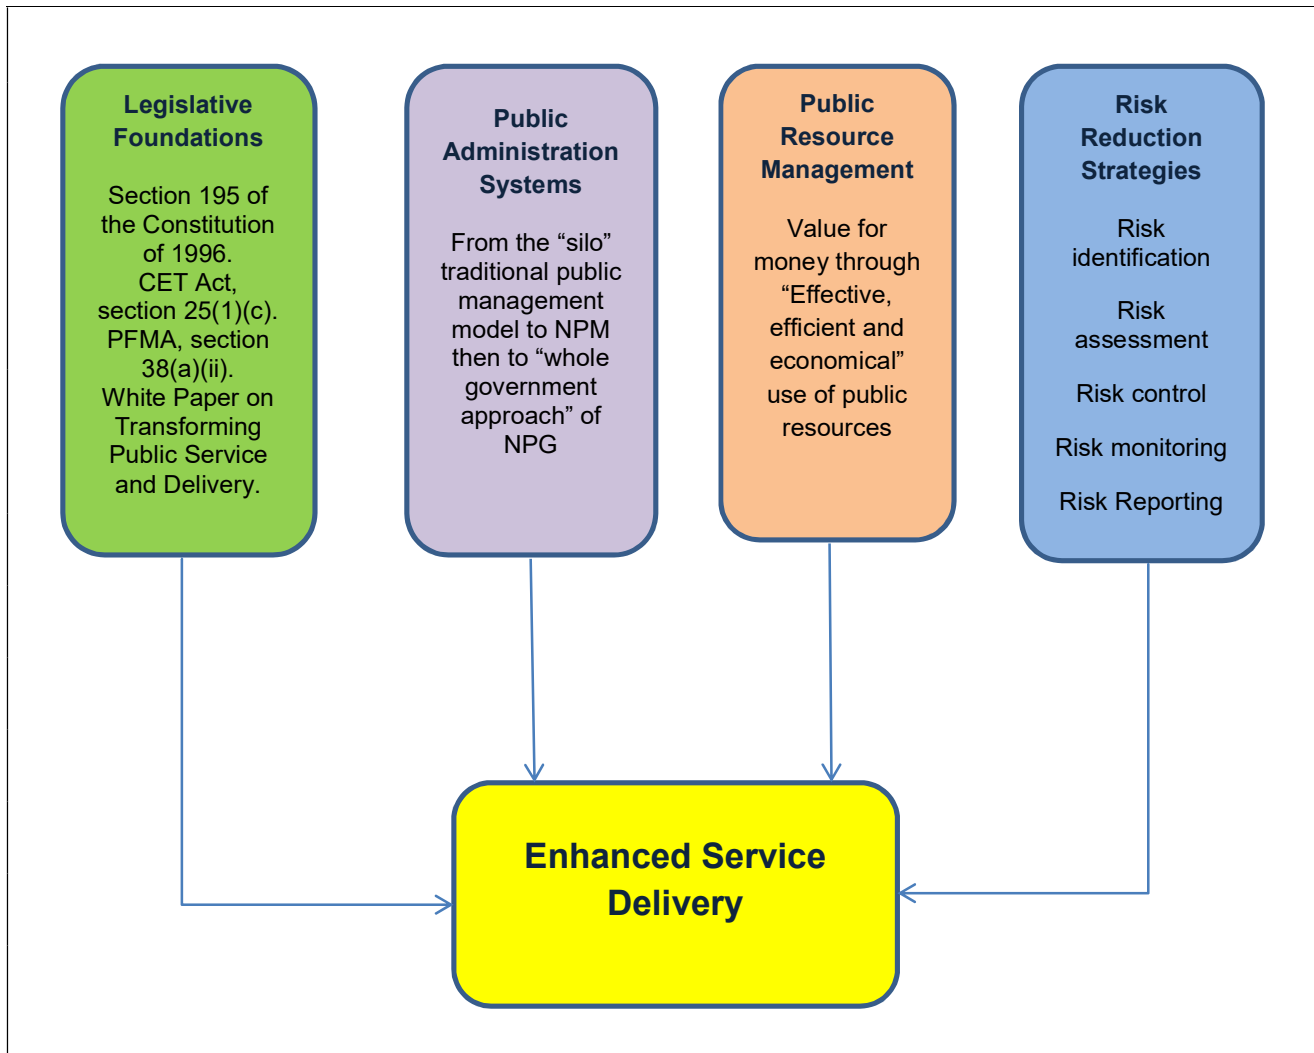 Legislative
Foundations
Section 195 of
the Constitution
of 1996.
CET Act,
section 25(1)(c).
PFMA, section
38(a)(ii).
White Paper on
Transforming
Public Service
and Delivery.
Public
Administration
Systems
From the “silo”
traditional public
management
model to NPM
then to “whole
government
approach” of
NPG
Public
Resource
Management
Value for
money through
“Effective,
efficient and
economical”
use of public
resources
Risk
Reduction
Strategies
Risk
identification
Risk
assessment
Risk control
Risk monitoring
Risk Reporting
Enhanced Service
Delivery